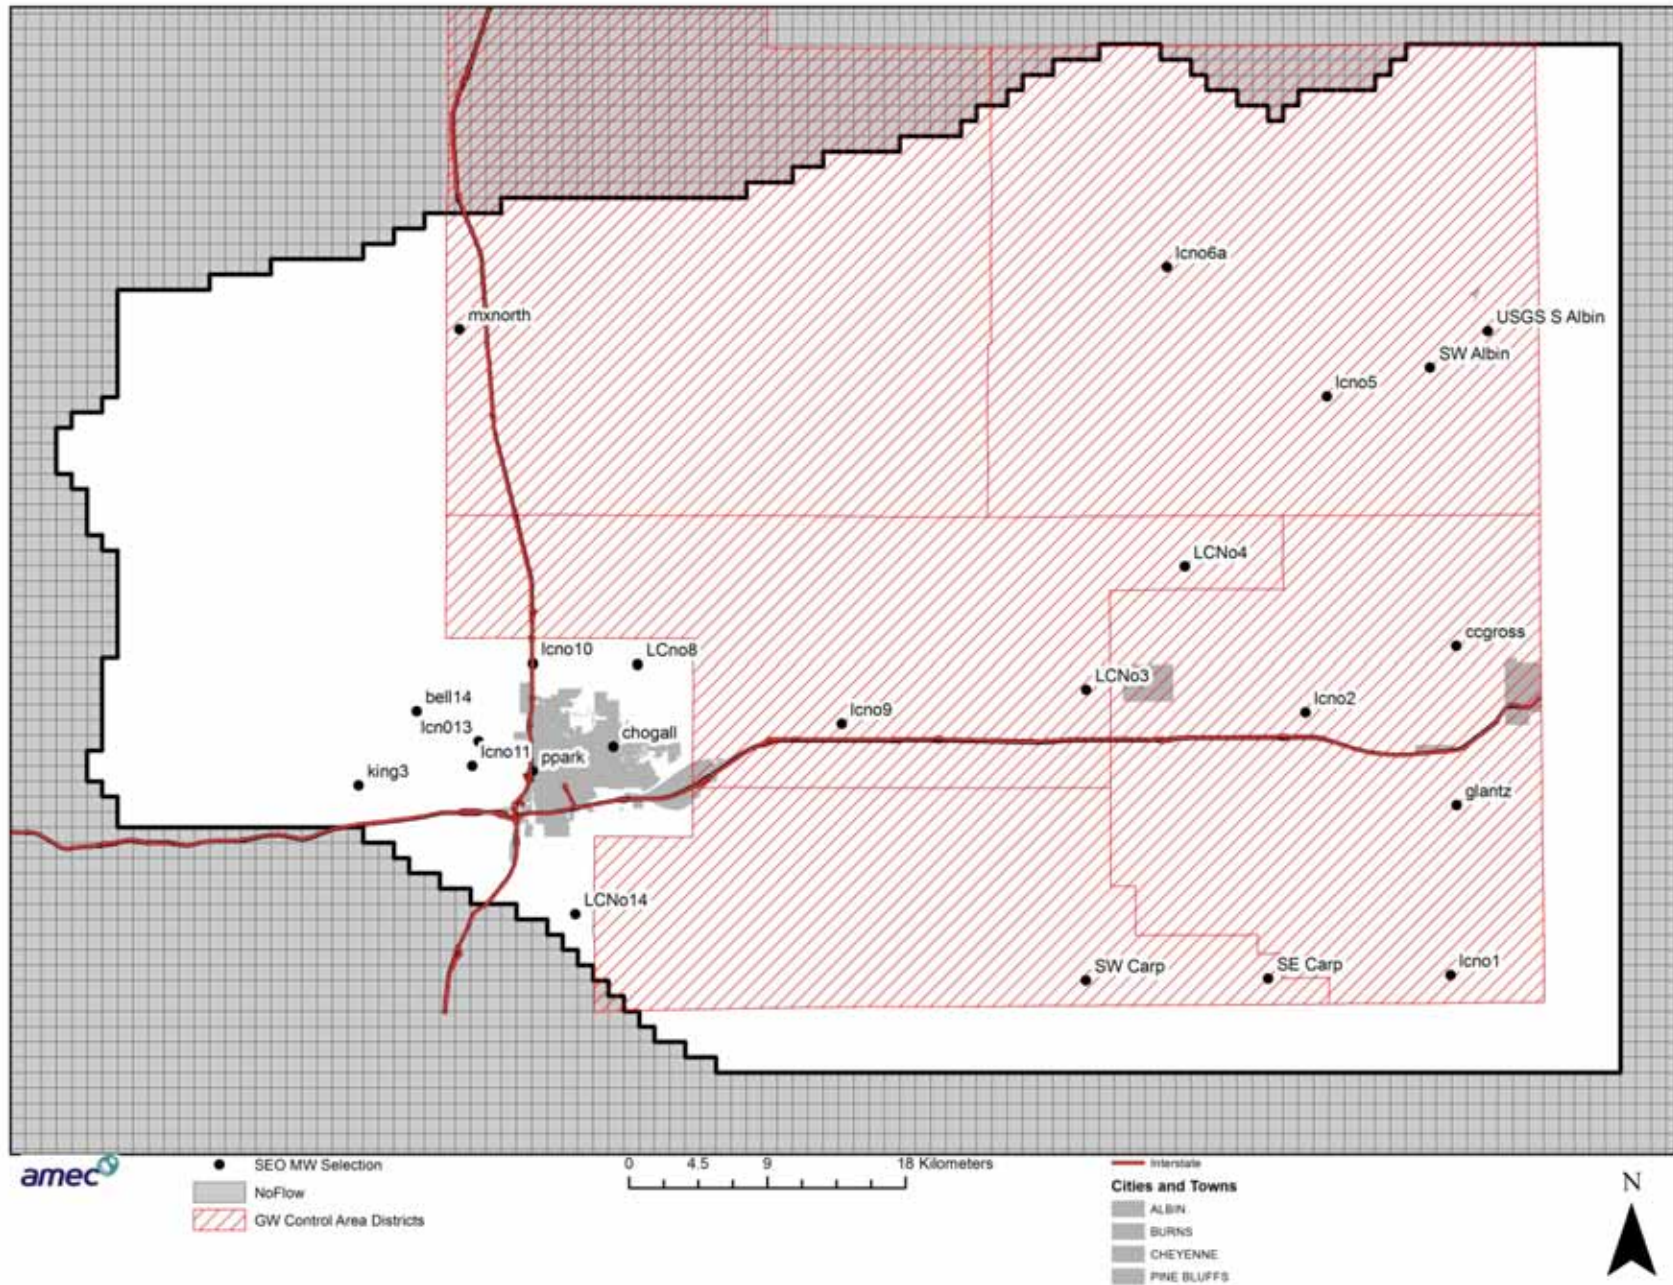 lcno6a
mxnorth
USGS S Albin
SW Albin
lcno5
LCNo4
ccgross
lcno10
LCno8
LCNo3
bell14
lcno2
lcn013
lcno9
chogall
lcno11
ppark
king3
glantz
LCNo14
SW Carp
SE Carp
lcno1
amec
SEO MW Selection
NoFlow
GW Control Area Districts
0 4.5 9 18 Kilometers
Interstate
Cities and Towns
ALBIN
BURNS
CHEYENNE
PINE BLUFFS
N